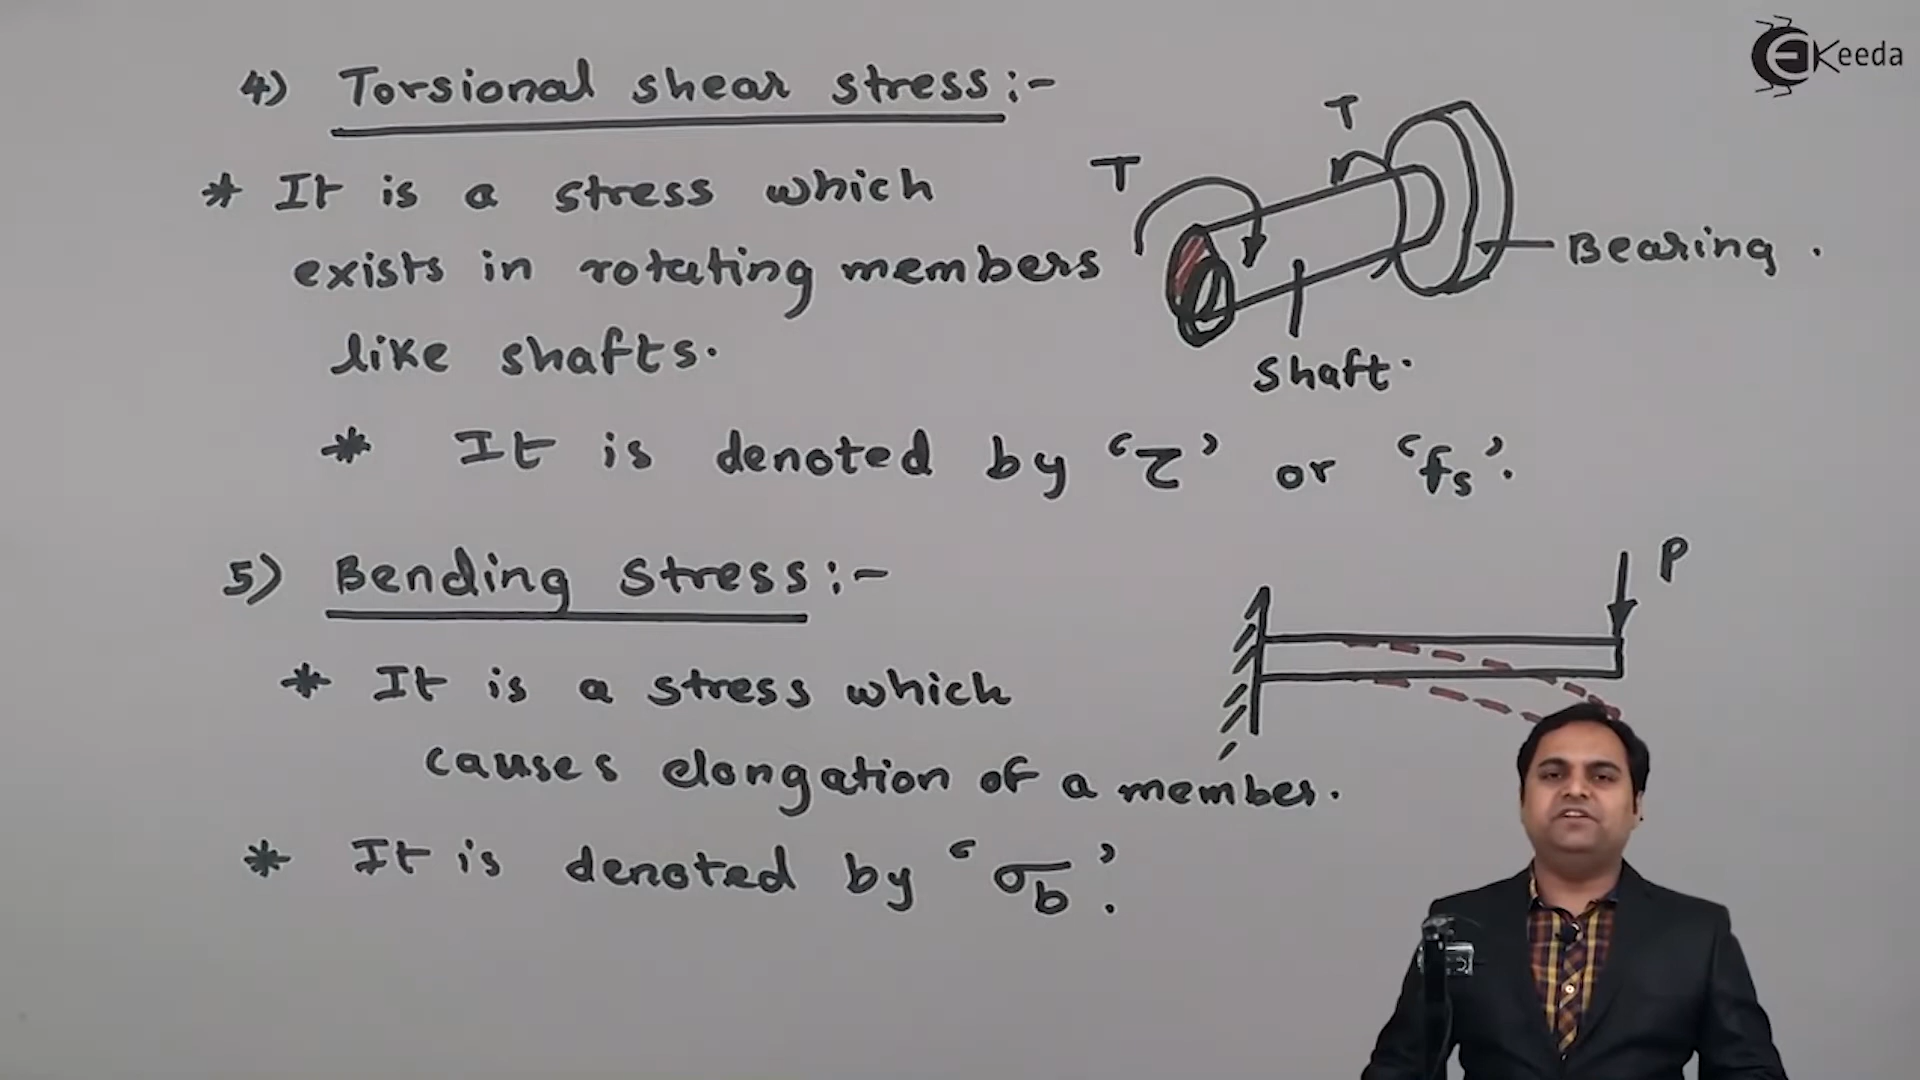 Ekeeda
4) Torsional shear stress:-
* It is a stress which
exists in rotating members
like shafts.
T
T
Bearing.
Shaft.
* It is denoted by 'τ' or 'fs'.
5) Bending stress:-
P
* It is a stress which
causes elongation of a member.
* It is denoted by 'σb'.